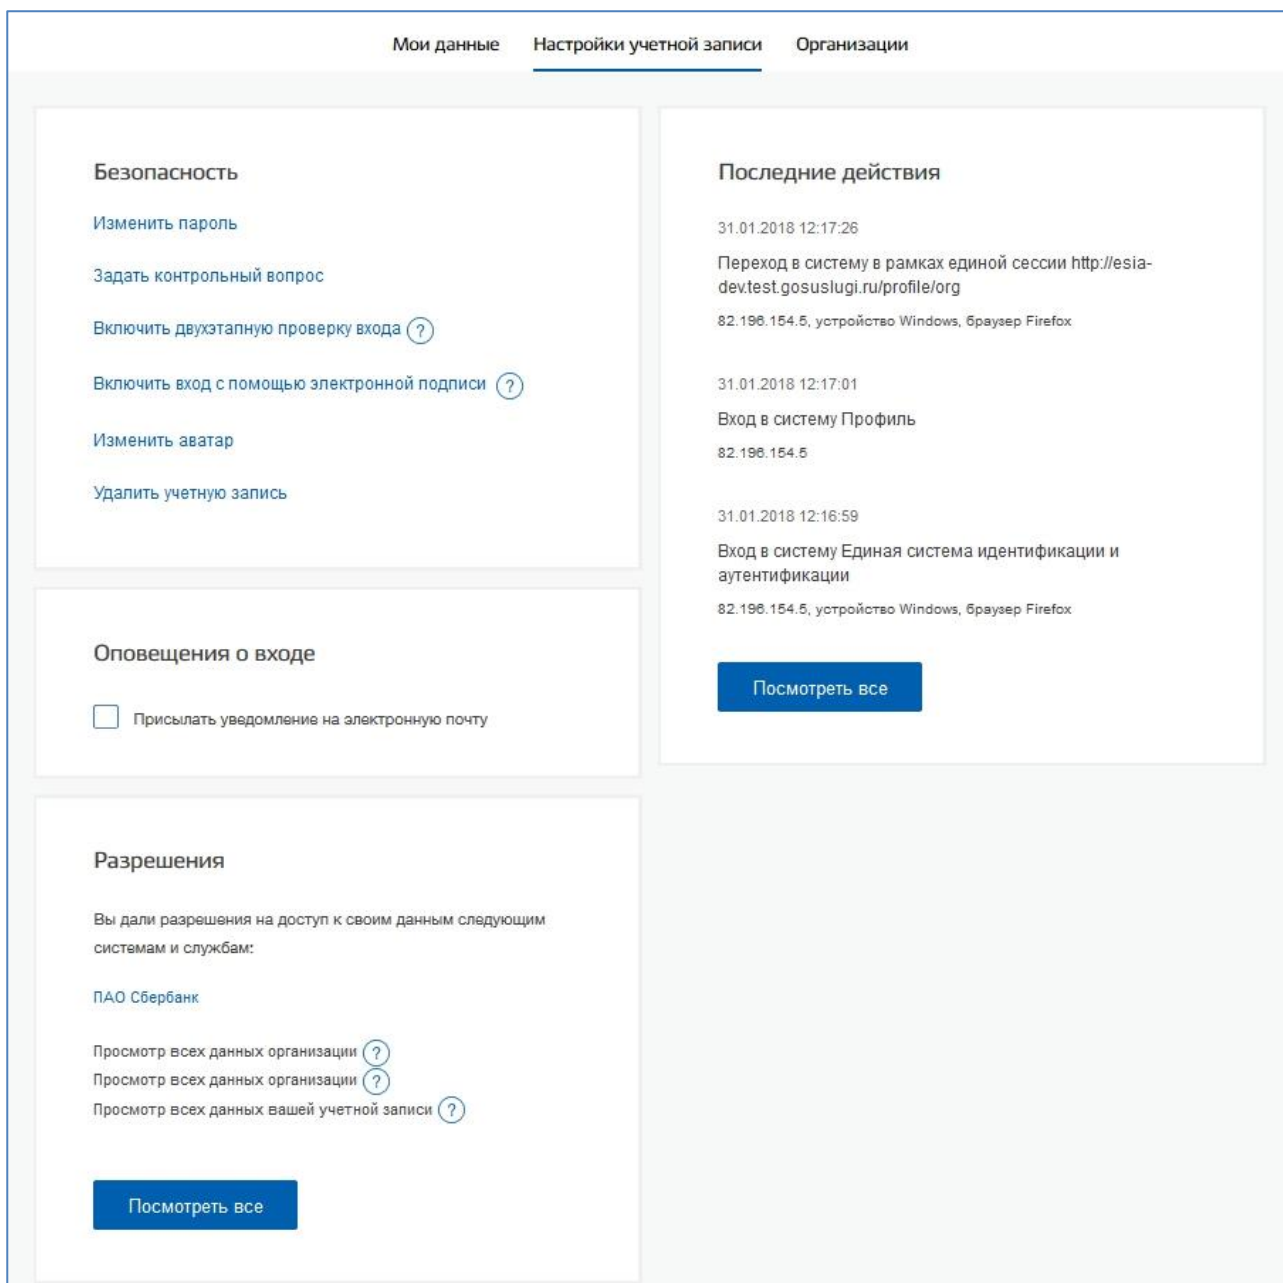 Мои данные Настройки учетной записи Организации
Безопасность
Изменить пароль
Задать контрольный вопрос
Включить двухэтапную проверку входа ?
Включить вход с помощью электронной подписи ?
Изменить аватар
Удалить учетную запись
Оповещения о входе
Присылать уведомление на электронную почту
Разрешения
Вы дали разрешения на доступ к своим данным следующим
системам и службам:
ПАО Сбербанк
Просмотр всех данных организации ?
Просмотр всех данных организации ?
Просмотр всех данных вашей учетной записи ?
Посмотреть все
Последние действия
31.01.2018 12:17:26
Переход в систему в рамках единой сессии http://esia-
dev.test.gosuslugi.ru/profile/org
82.196.154.5, устройство Windows, браузер Firefox
31.01.2018 12:17:01
Вход в систему Профиль
82.196.154.5
31.01.2018 12:16:59
Вход в систему Единая система идентификации и
аутентификации
82.196.154.5, устройство Windows, браузер Firefox
Посмотреть все